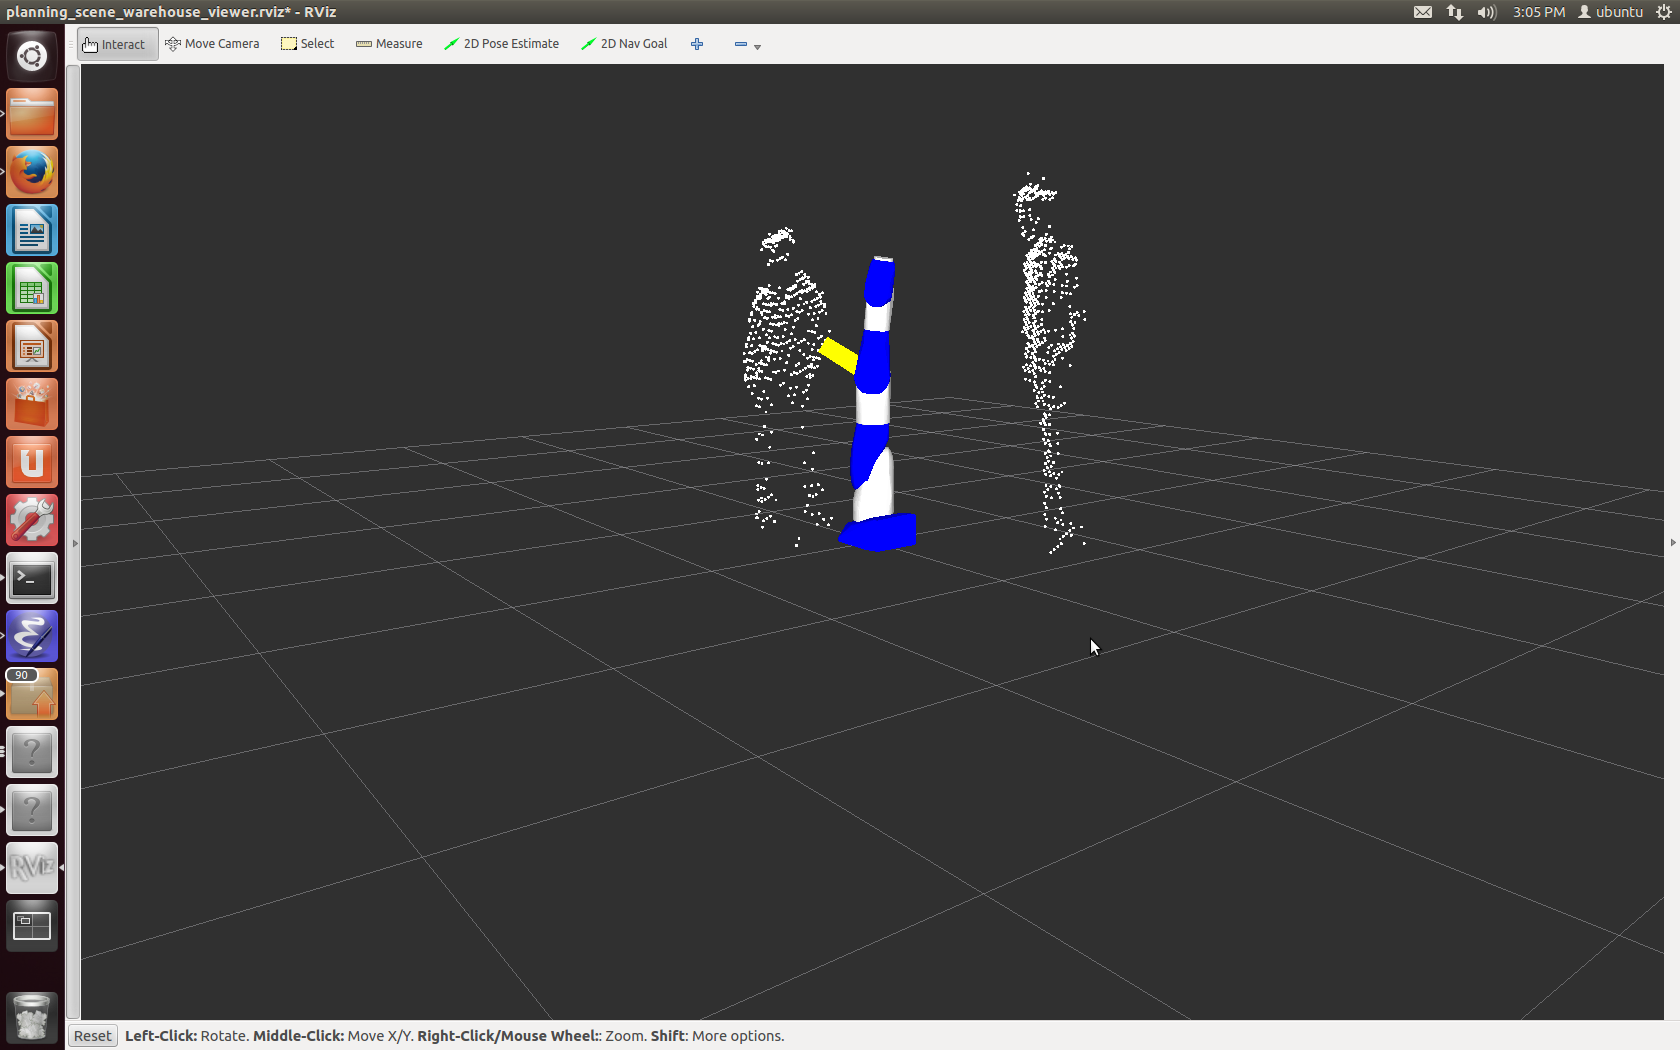 planning_scene_warehouse_viewer.rviz* - RViz
3:05 PM ubuntu
Interact Move Camera Select Measure 2D Pose Estimate 2D Nav Goal
90
RViz
Reset Left-Click: Rotate. Middle-Click: Move X/Y. Right-Click/Mouse Wheel:: Zoom. Shift: More options.